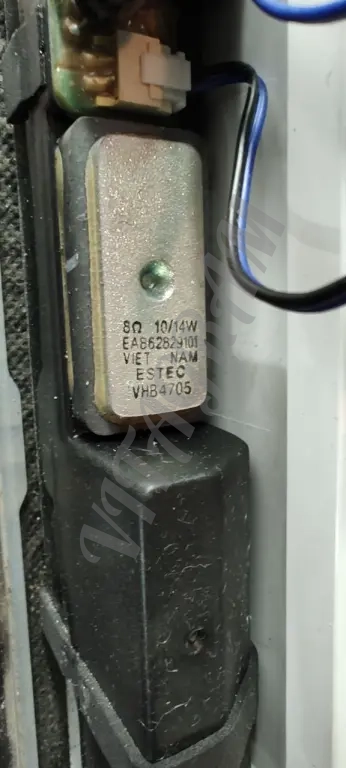 8Ω 10/14W
EAB62829101
VIET NAM
ESTEC
VHB4705